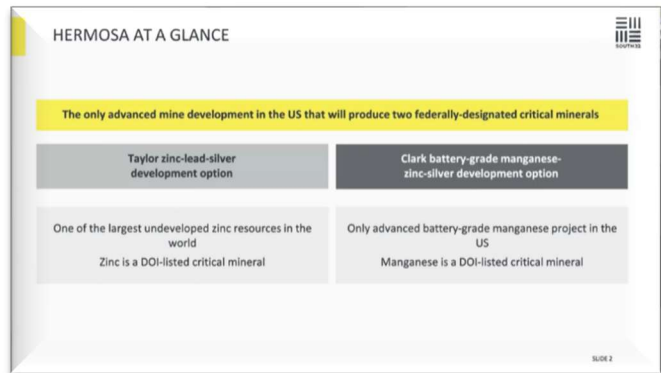 HERMOSA AT A GLANCE
SOUTH32
The only advanced mine development in the US that will produce two federally-designated critical minerals
Taylor zinc-lead-silver
development option
Clark battery-grade manganese-
zinc-silver development option
One of the largest undeveloped zinc resources in the
world
Zinc is a DOI-listed critical mineral
Only advanced battery-grade manganese project in the
US
Manganese is a DOI-listed critical mineral
SLIDE 2